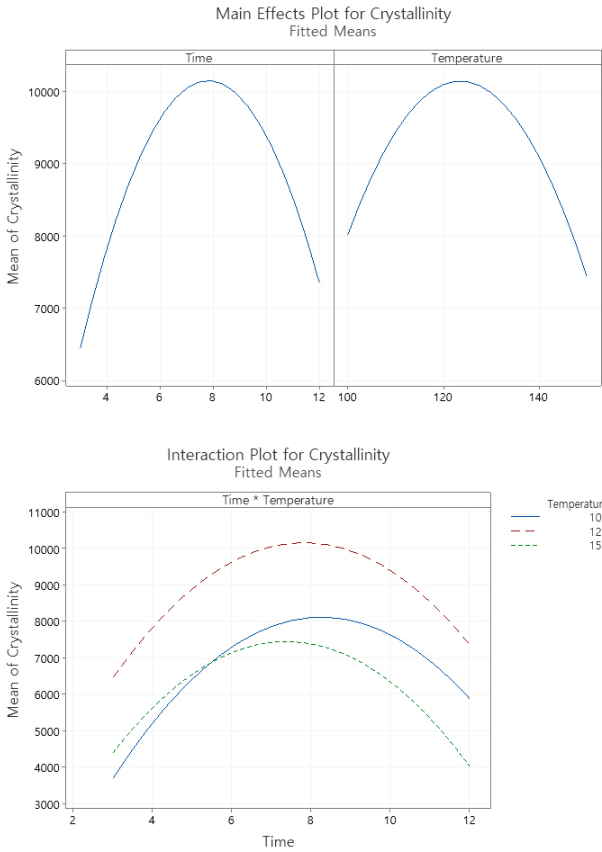 Main Effects Plot for Crystallinity
Fitted Means
Time Temperature
Mean of Crystallinity
10000
9000
8000
7000
6000
4 6 8 10 12 100 120 140
Interaction Plot for Crystallinity
Fitted Means
Time * Temperature
Mean of Crystallinity
11000
10000
9000
8000
7000
6000
5000
4000
3000
2 4 6 8 10 12
Time
Temperatur
10
12
15